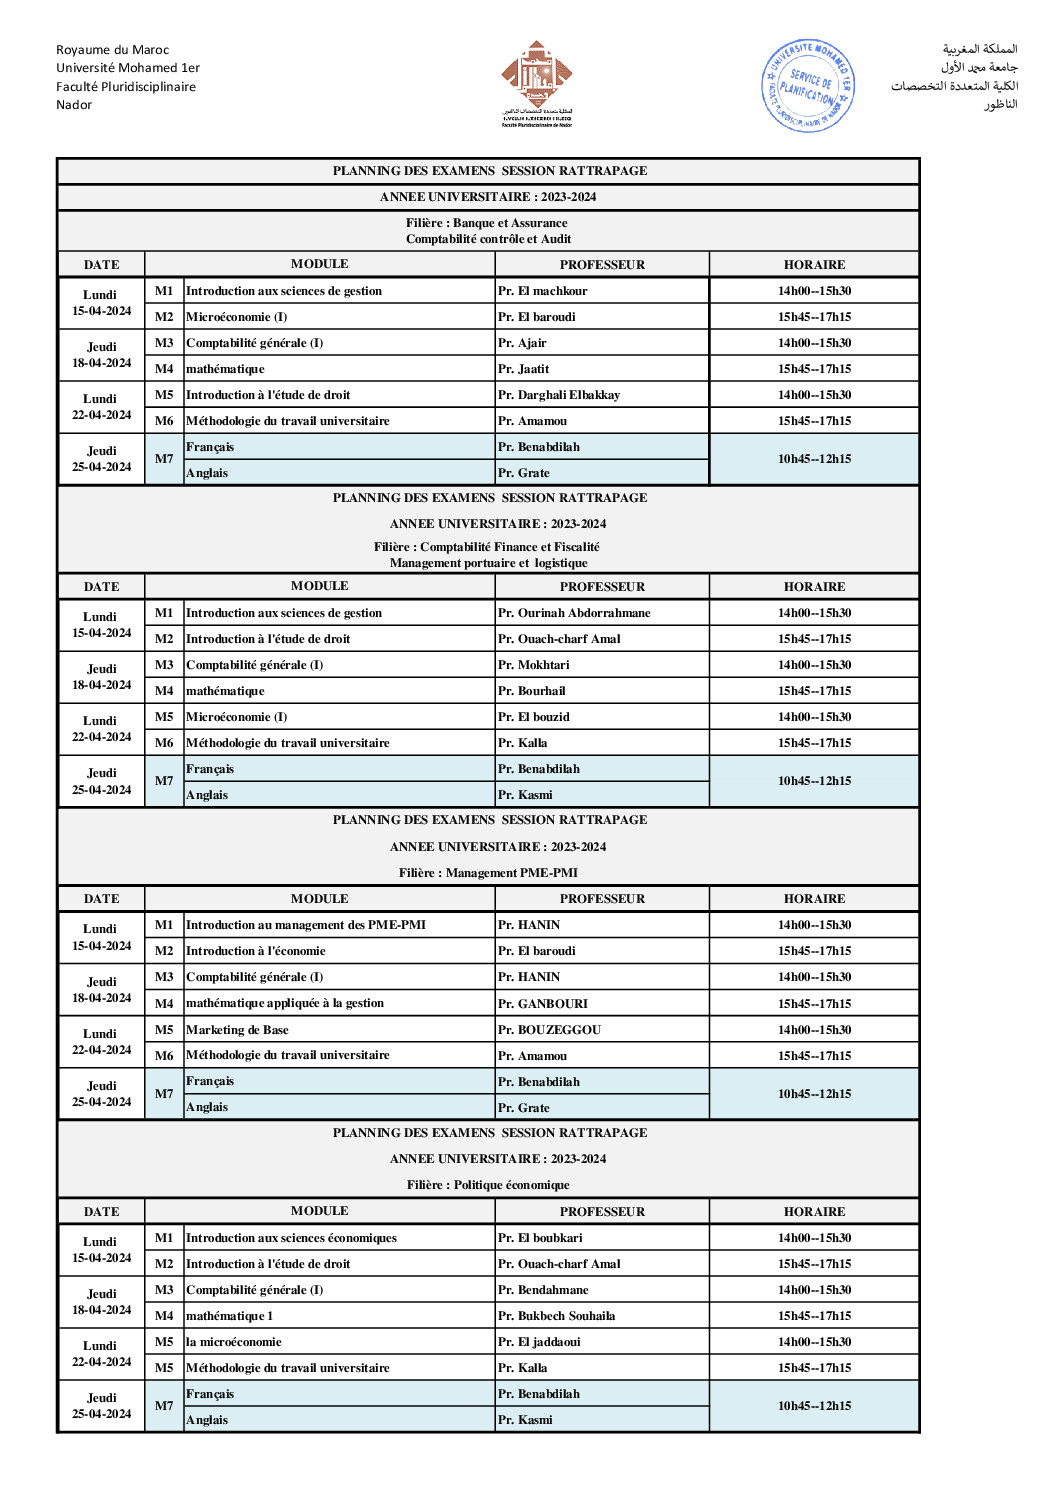 Royaume du Maroc
Université Mohamed 1er
Faculté Pluridisciplinaire
Nador
Faculté Pluridisciplinaire de Nador
UNIVERSITE MOHAMED 1ER
SERVICE DE
PLANIFICATION
FACULTE PLURIDISCIPLINAIRE DE NADOR
المملكة المغربية
جامعة محمد الأول
الكلية المتعددة التخصصات
الناظور
PLANNING DES EXAMENS SESSION RATTRAPAGE
ANNEE UNIVERSITAIRE : 2023-2024
Filière : Banque et Assurance
Comptabilité contrôle et Audit
DATE MODULE PROFESSEUR HORAIRE
Lundi
15-04-2024
M1 Introduction aux sciences de gestion Pr. El machkour 14h00--15h30
M2 Microéconomie (I) Pr. El baroudi 15h45--17h15
Jeudi
18-04-2024
M3 Comptabilité générale (I) Pr. Ajair 14h00--15h30
M4 mathématique Pr. Jaatit 15h45--17h15
Lundi
22-04-2024
M5 Introduction à l'étude de droit Pr. Darghali Elbakkay 14h00--15h30
M6 Méthodologie du travail universitaire Pr. Amamou 15h45--17h15
Jeudi
25-04-2024
M7 Français Pr. Benabdilah 10h45--12h15
Anglais Pr. Grate
PLANNING DES EXAMENS SESSION RATTRAPAGE
ANNEE UNIVERSITAIRE : 2023-2024
Filière : Comptabilité Finance et Fiscalité
Management portuaire et logistique
DATE MODULE PROFESSEUR HORAIRE
Lundi
15-04-2024
M1 Introduction aux sciences de gestion Pr. Ourinah Abdorrahmane 14h00--15h30
M2 Introduction à l'étude de droit Pr. Ouach-charf Amal 15h45--17h15
Jeudi
18-04-2024
M3 Comptabilité générale (I) Pr. Mokhtari 14h00--15h30
M4 mathématique Pr. Bourhail 15h45--17h15
Lundi
22-04-2024
M5 Microéconomie (I) Pr. El bouzid 14h00--15h30
M6 Méthodologie du travail universitaire Pr. Kalla 15h45--17h15
Jeudi
25-04-2024
M7 Français Pr. Benabdilah 10h45--12h15
Anglais Pr. Kasmi
PLANNING DES EXAMENS SESSION RATTRAPAGE
ANNEE UNIVERSITAIRE : 2023-2024
Filière : Management PME-PMI
DATE MODULE PROFESSEUR HORAIRE
Lundi
15-04-2024
M1 Introduction au management des PME-PMI Pr. HANIN 14h00--15h30
M2 Introduction à l'économie Pr. El baroudi 15h45--17h15
Jeudi
18-04-2024
M3 Comptabilité générale (I) Pr. HANIN 14h00--15h30
M4 mathématique appliquée à la gestion Pr. GANBOURI 15h45--17h15
Lundi
22-04-2024
M5 Marketing de Base Pr. BOUZEGGOU 14h00--15h30
M6 Méthodologie du travail universitaire Pr. Amamou 15h45--17h15
Jeudi
25-04-2024
M7 Français Pr. Benabdilah 10h45--12h15
Anglais Pr. Grate
PLANNING DES EXAMENS SESSION RATTRAPAGE
ANNEE UNIVERSITAIRE : 2023-2024
Filière : Politique économique
DATE MODULE PROFESSEUR HORAIRE
Lundi
15-04-2024
M1 Introduction aux sciences économiques Pr. El boubkari 14h00--15h30
M2 Introduction à l'étude de droit Pr. Ouach-charf Amal 15h45--17h15
Jeudi
18-04-2024
M3 Comptabilité générale (I) Pr. Bendahmane 14h00--15h30
M4 mathématique 1 Pr. Bukbech Souhaila 15h45--17h15
Lundi
22-04-2024
M5 la microéconomie Pr. El jaddaoui 14h00--15h30
M5 Méthodologie du travail universitaire Pr. Kalla 15h45--17h15
Jeudi
25-04-2024
M7 Français Pr. Benabdilah 10h45--12h15
Anglais Pr. Kasmi